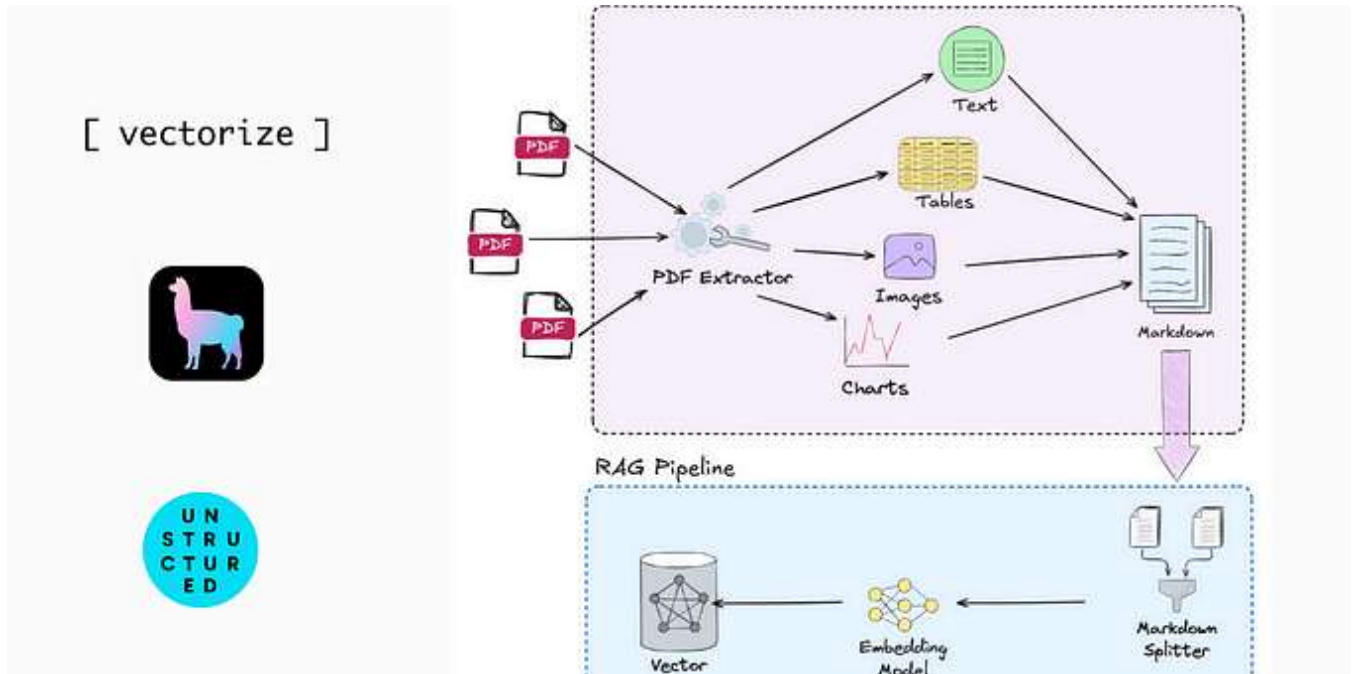 [ vectorize ]
UN
STRU
CTUR
ED
PDF
PDF
PDF
PDF Extractor
Text
Tables
Images
Charts
Markdown
RAG Pipeline
Vector
Embedding
Model
Markdown
Splitter